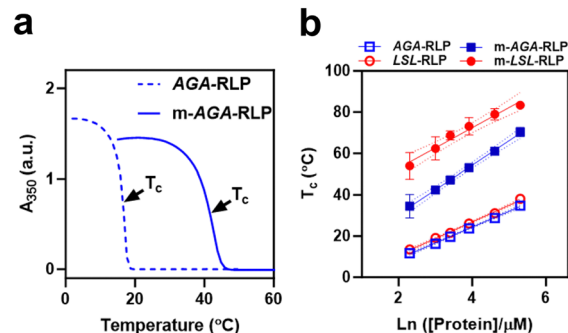 a
AGA-RLP
m-AGA-RLP
2
1
0
A350 (a.u.)
Tc
Tc
0
20
40
60
Temperature (°C)
b
AGA-RLP
m-AGA-RLP
LSL-RLP
m-LSL-RLP
100
80
60
40
20
0
Tc (°C)
2
4
6
Ln ([Protein]/μM)